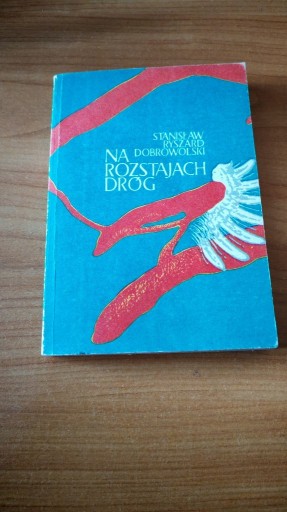 STANISŁAW
RYSZARD
DOBROWOLSKI
NA
ROZSTAJACH
DRÓG